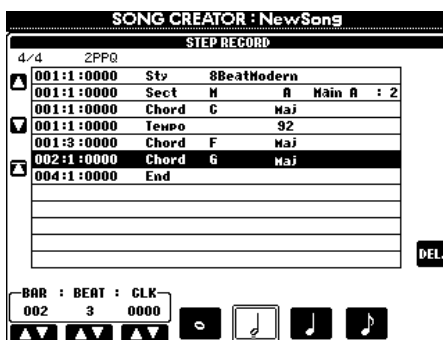 SONG CREATOR : NewSong
STEP RECORD
4/4 2PPQ
001:1:0000 Sty 8BeatModern
001:1:0000 Sect M A Main A : 2
001:1:0000 Chord C Maj
001:1:0000 Tempo 92
001:3:0000 Chord F Maj
002:1:0000 Chord G Maj
004:1:0000 End
DEL.
BAR : BEAT : CLK
002 3 0000